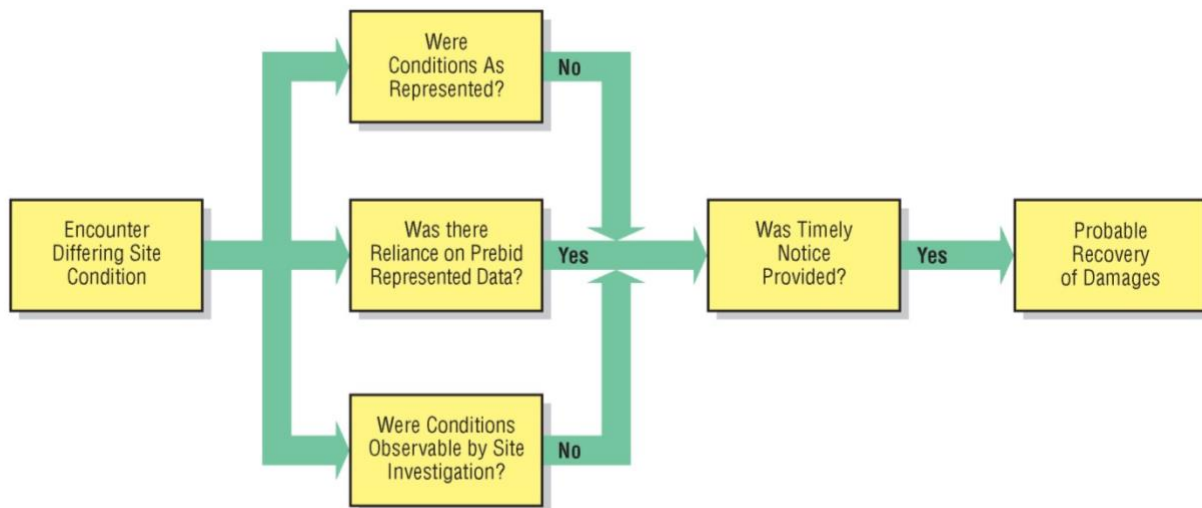 Encounter
Differing Site
Condition
Were
Conditions As
Represented?
No
Was there
Reliance on Prebid
Represented Data?
Yes
Were Conditions
Observable by Site
Investigation?
No
Was Timely
Notice
Provided?
Yes
Probable
Recovery
of Damages